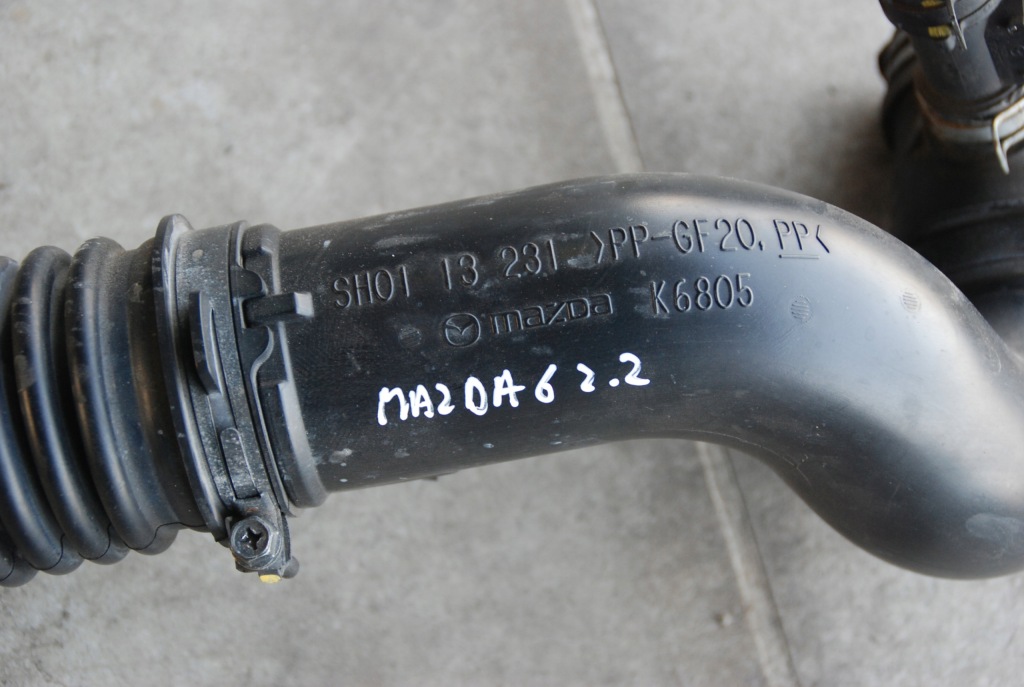 SH01 13 231 >PP-GF20, PP<
mazda K6805
MAZDA 6 2.2